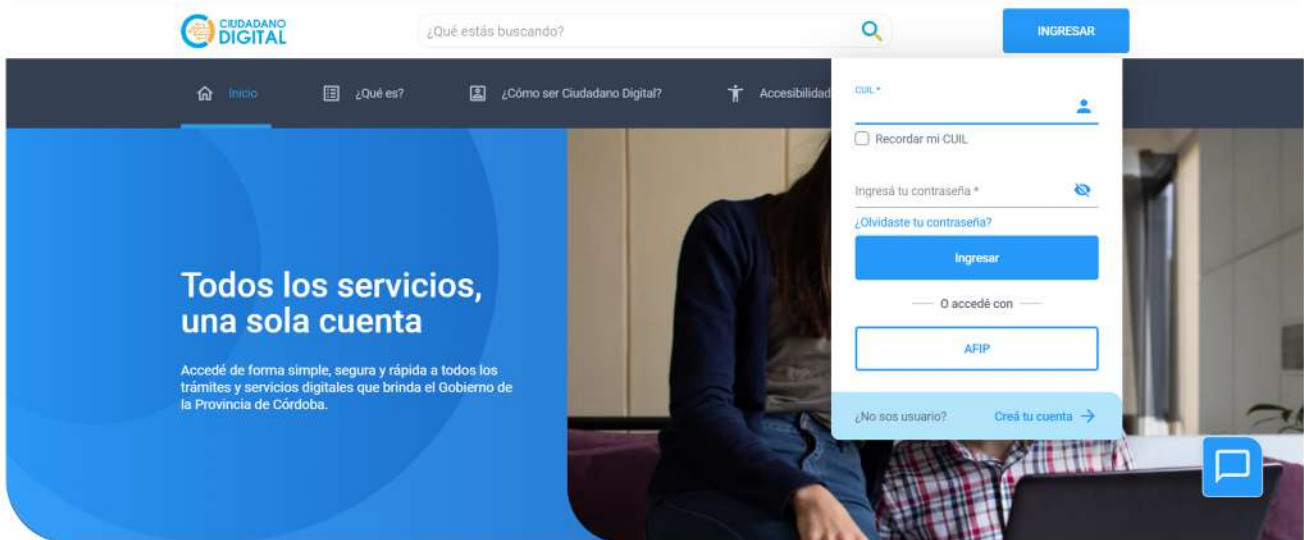 CIUDADANO
DIGITAL
¿Qué estás buscando?
INGRESAR
Inicio
¿Qué es?
¿Cómo ser Ciudadano Digital?
Accesibilidad
CUIL *
Recordar mi CUIL
Ingresá tu contraseña *
¿Olvidaste tu contraseña?
Ingresar
O accedé con
AFIP
¿No sos usuario?
Creá tu cuenta
Todos los servicios,
una sola cuenta
Accedé de forma simple, segura y rápida a todos los
trámites y servicios digitales que brinda el Gobierno de
la Provincia de Córdoba.